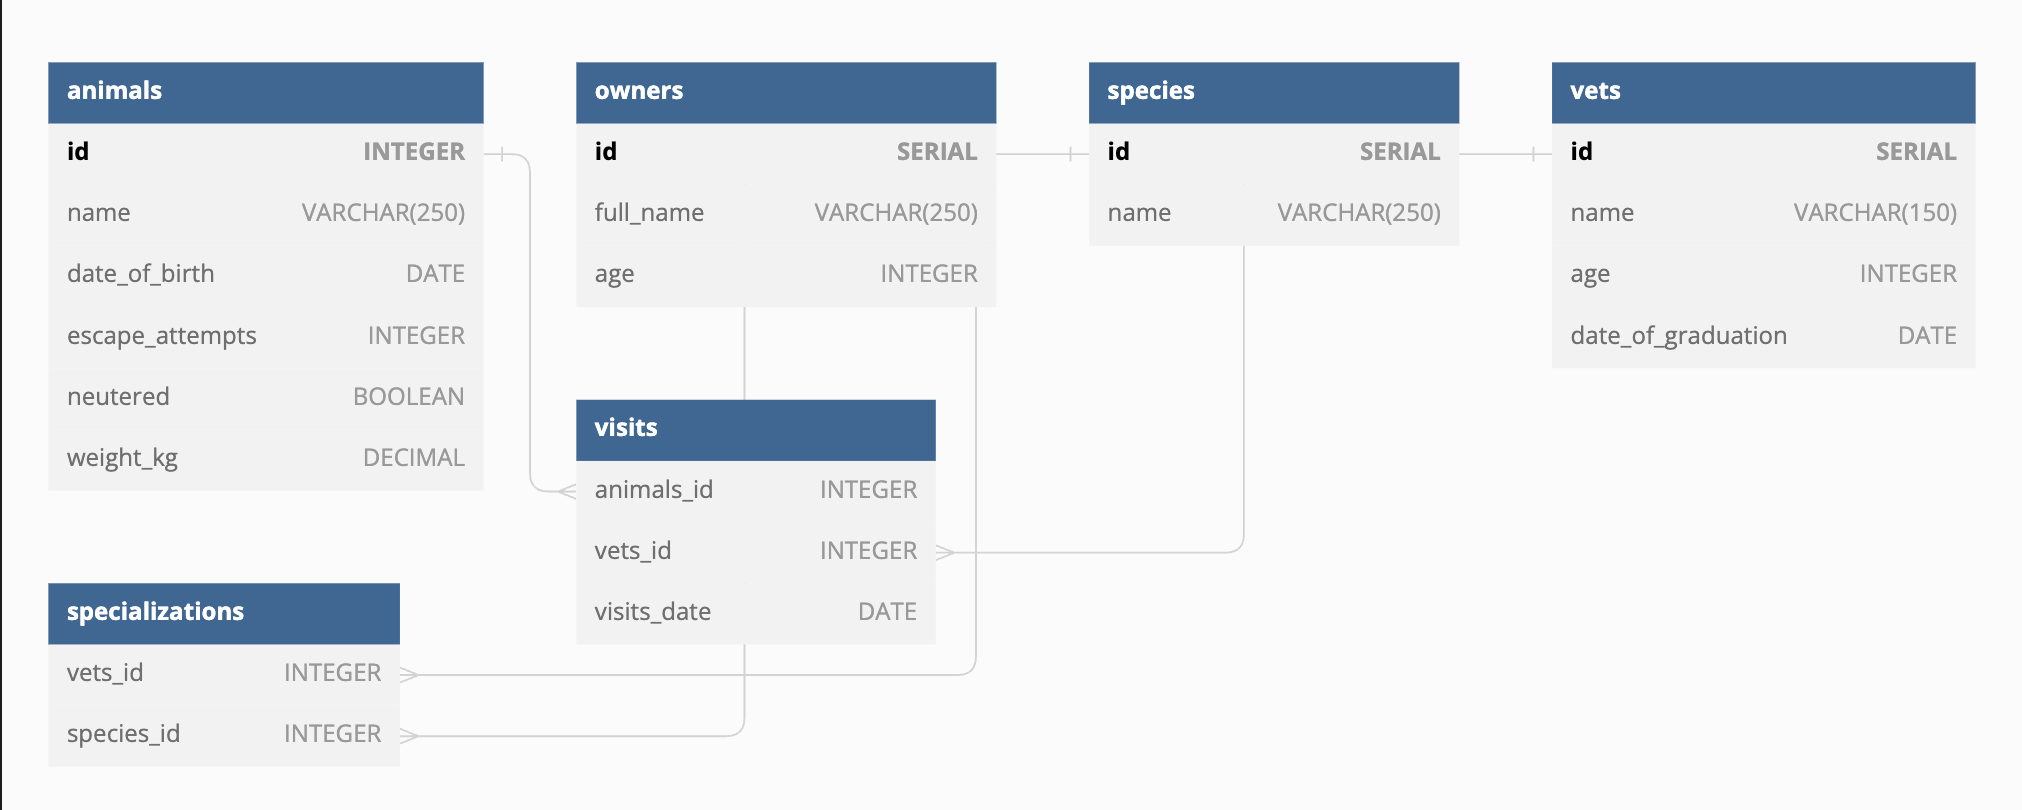 animals
id INTEGER
name VARCHAR(250)
date_of_birth DATE
escape_attempts INTEGER
neutered BOOLEAN
weight_kg DECIMAL
owners
id SERIAL
full_name VARCHAR(250)
age INTEGER
species
id SERIAL
name VARCHAR(250)
vets
id SERIAL
name VARCHAR(150)
age INTEGER
date_of_graduation DATE
visits
animals_id INTEGER
vets_id INTEGER
visits_date DATE
specializations
vets_id INTEGER
species_id INTEGER